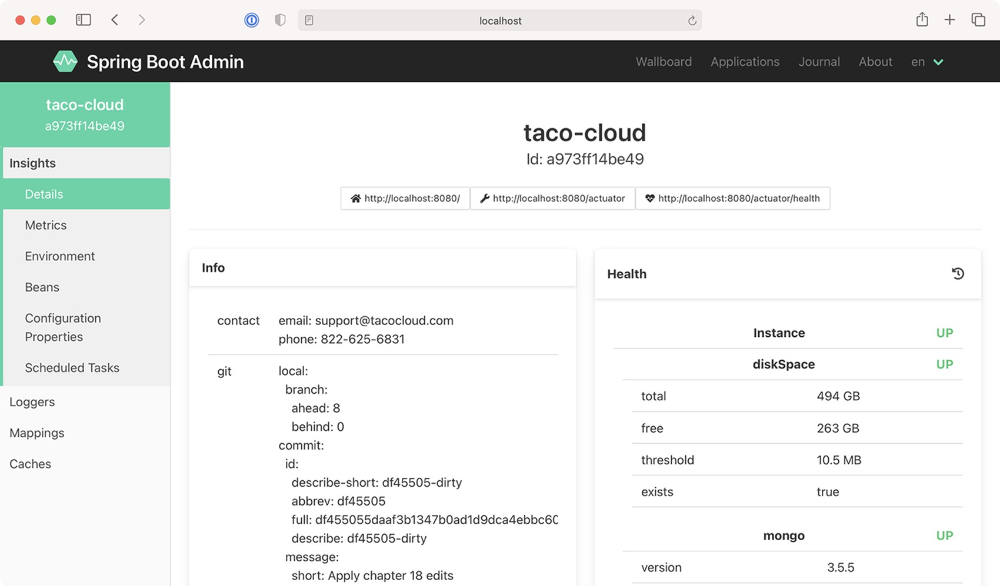 localhost
Spring Boot Admin
Wallboard Applications Journal About en
taco-cloud
a973ff14be49
Insights
Details
Metrics
Environment
Beans
Configuration
Properties
Scheduled Tasks
Loggers
Mappings
Caches
taco-cloud
Id: a973ff14be49
http://localhost:8080/ http://localhost:8080/actuator http://localhost:8080/actuator/health
Info
contact email: support@tacocloud.com
phone: 822-625-6831
git local:
branch:
ahead: 8
behind: 0
commit:
id:
describe-short: df45505-dirty
abbrev: df45505
full: df455055daaf3b1347b0ad1d9dca4ebbc60
describe: df45505-dirty
message:
short: Apply chapter 18 edits
Health
Instance UP
diskSpace UP
total 494 GB
free 263 GB
threshold 10.5 MB
exists true
mongo UP
version 3.5.5